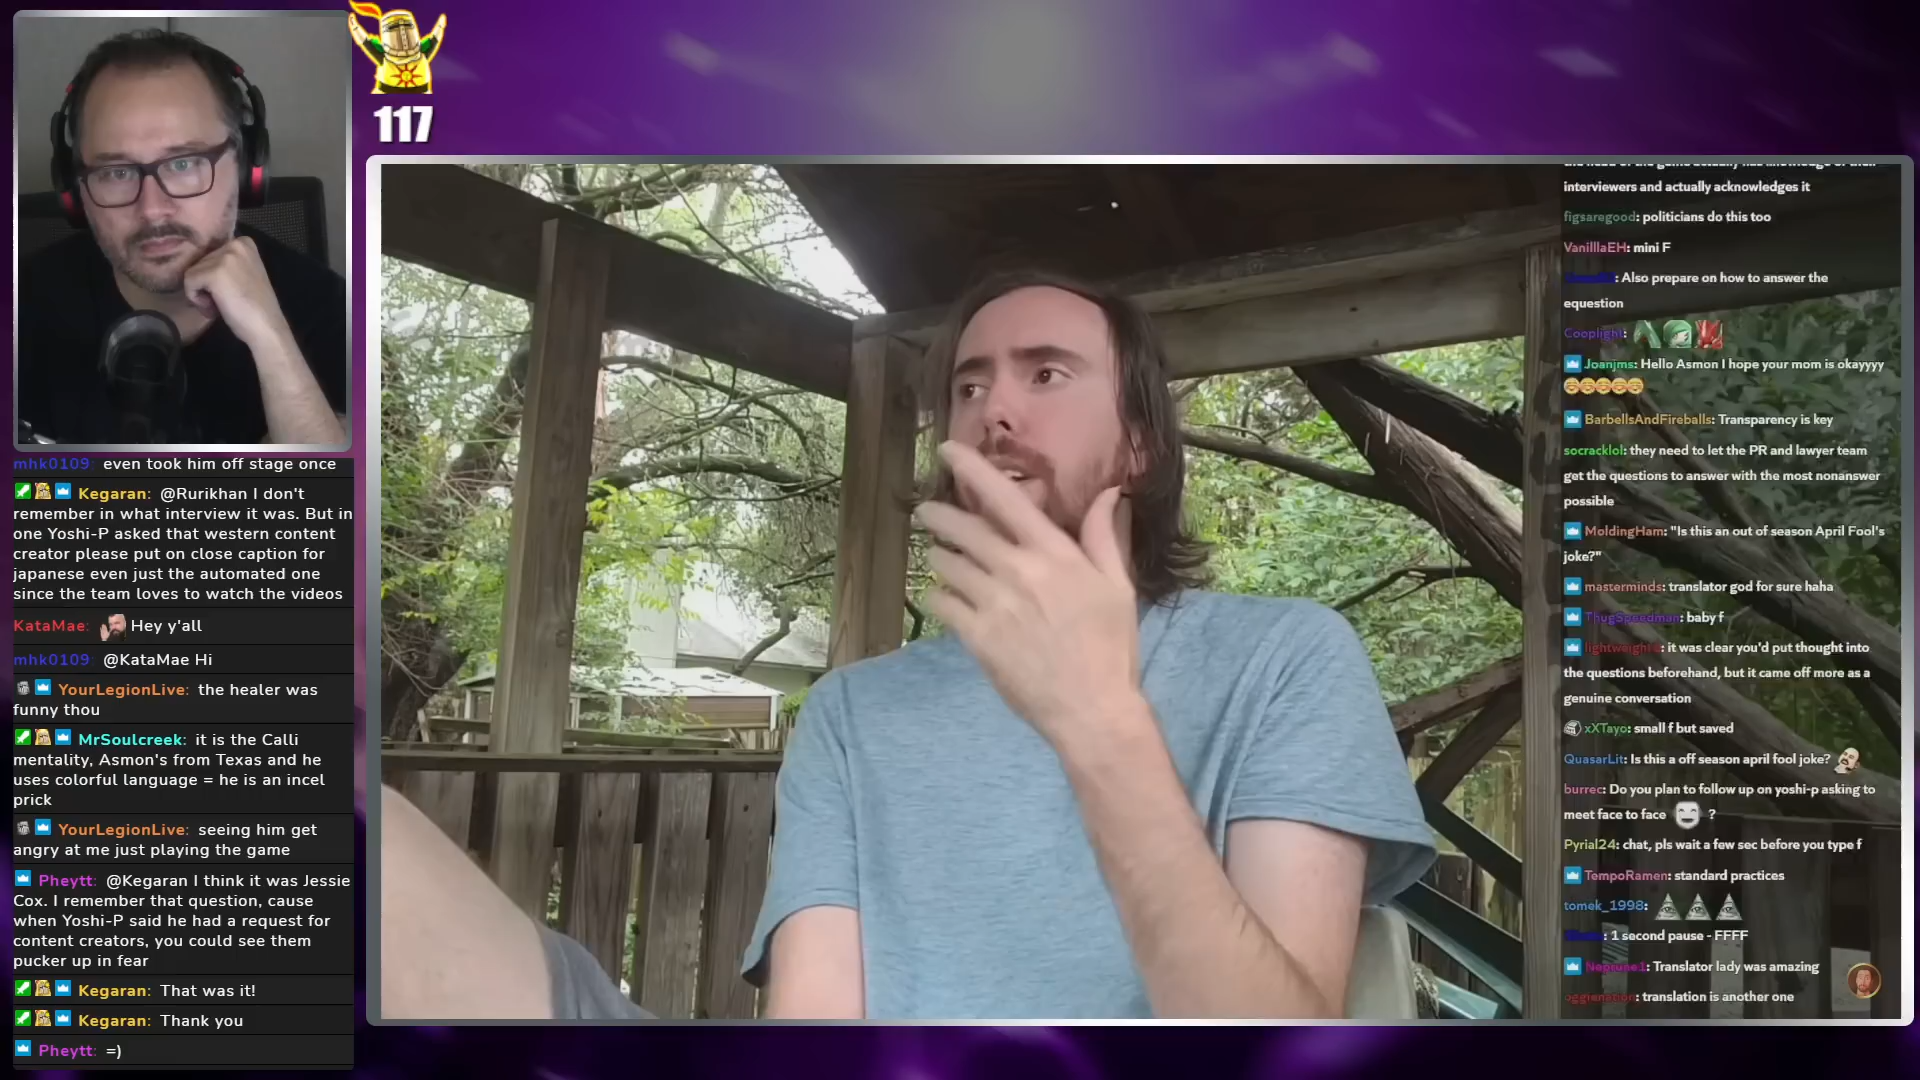 117
mhk0109: even took him off stage once
Kegaran: @Rurikhan I don't
remember in what interview it was. But in
one Yoshi-P asked that western content
creator please put on close caption for
japanese even just the automated one
since the team loves to watch the videos
KataMae: Hey y'all
mhk0109: @KataMae Hi
YourLegionLive: the healer was
funny thou
MrSoulcreek: it is the Calli
mentality, Asmon's from Texas and he
uses colorful language = he is an incel
prick
YourLegionLive: seeing him get
angry at me just playing the game
Pheytt: @Kegaran I think it was Jessie
Cox. I remember that question, cause
when Yoshi-P said he had a request for
content creators, you could see them
pucker up in fear
Kegaran: That was it!
Kegaran: Thank you
Pheytt: =)
interviewers and actually acknowledges it
figsaregood: politicians do this too
VanilllaEH: mini F
: Also prepare on how to answer the
equestion
Cooplight:
Joanjms: Hello Asmon I hope your mom is okayyyy
BarbellsAndFireballs: Transparency is key
socracklol: they need to let the PR and lawyer team
get the questions to answer with the most nonanswer
possible
MoldingHam: "Is this an out of season April Fool's
joke?"
masterminds: translator god for sure haha
ThugSpeedman: baby f
: it was clear you'd put thought into
the questions beforehand, but it came off more as a
genuine conversation
xXTayo: small f but saved
QuasarLit: Is this a off season april fool joke?
burrec: Do you plan to follow up on yoshi-p asking to
meet face to face ?
Pyrial24: chat, pls wait a few sec before you type f
TempoRamen: standard practices
tomek_1998:
: 1 second pause - FFFF
Neprune1: Translator lady was amazing
: translation is another one